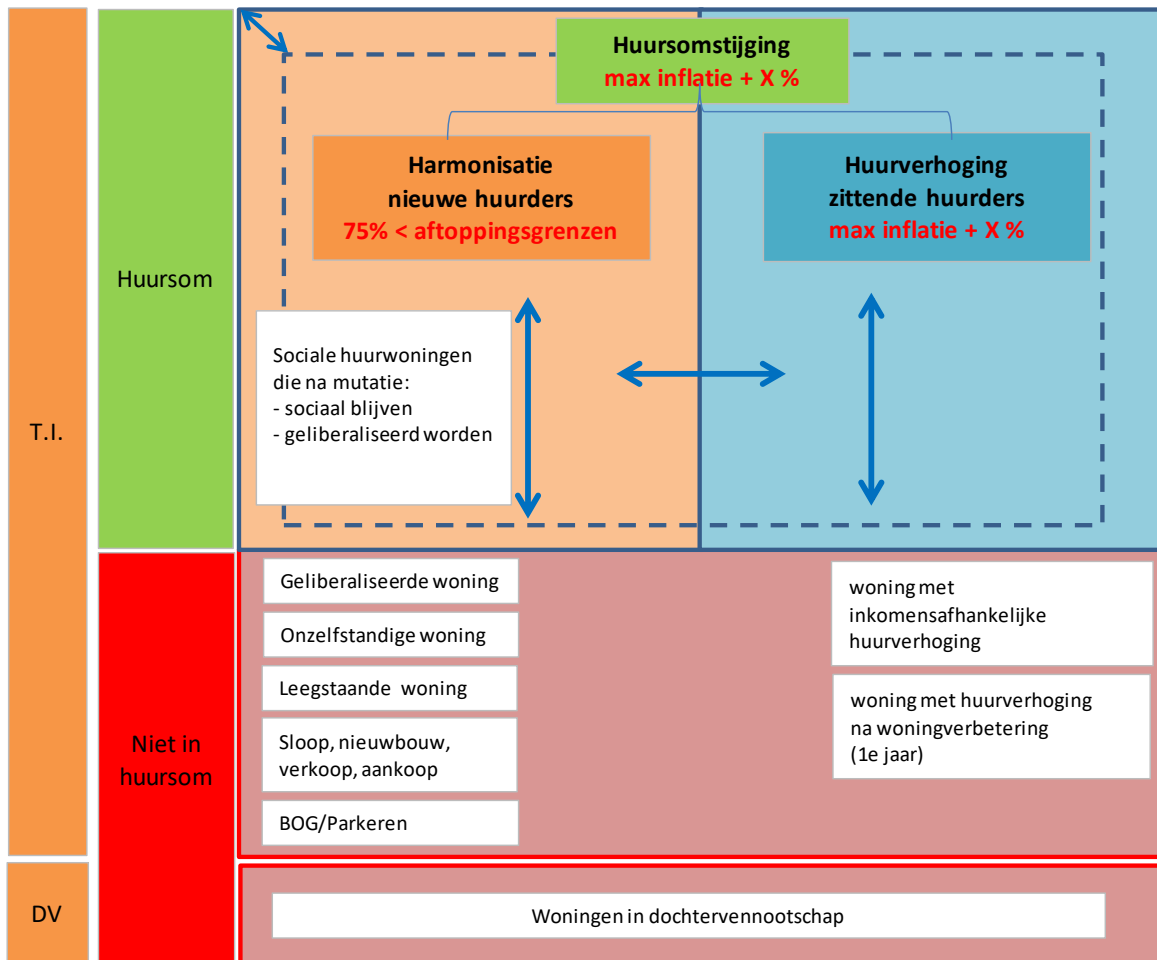 Huursomstijging
max inflatie + X %
Harmonisatie
nieuwe huurders
75% < aftoppingsgrenzen
Huurverhoging
zittende huurders
max inflatie + X %
Huursom
Sociale huurwoningen
die na mutatie:
- sociaal blijven
- geliberaliseerd worden
T.I.
Niet in
huursom
Geliberaliseerde woning
Onzelfstandige woning
Leegstaande woning
Sloop, nieuwbouw,
verkoop, aankoop
BOG/Parkeren
woning met
inkomensafhankelijke
huurverhoging
woning met huurverhoging
na woningverbetering
(1e jaar)
DV
Woningen in dochtervennootschap